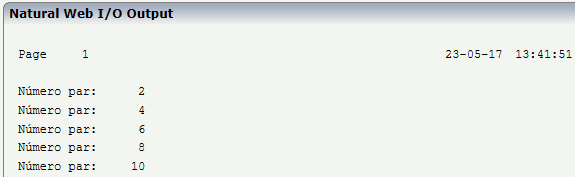 Natural Web I/O Output
Page 1 23-05-17 13:41:51
Número par: 2
Número par: 4
Número par: 6
Número par: 8
Número par: 10